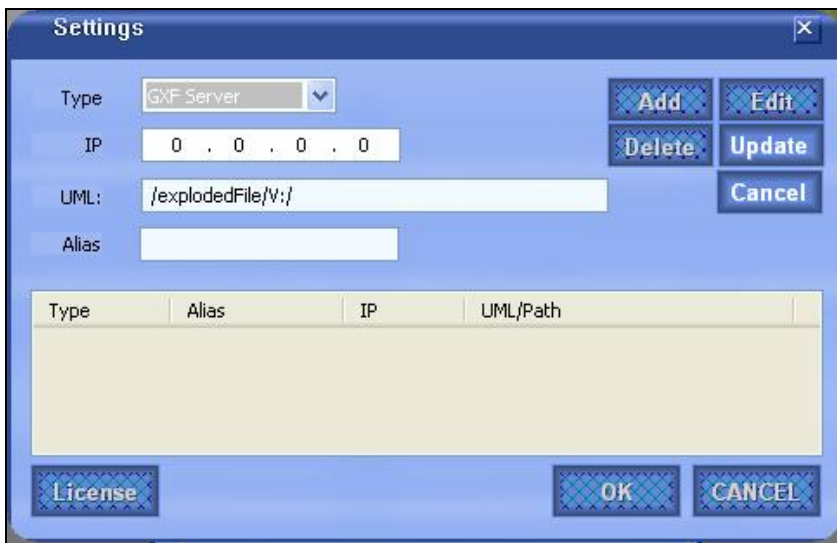 Settings
Type GXF Server Add Edit
IP 0 . 0 . 0 . 0 Delete Update
UML: /explodedFile/V:/ Cancel
Alias
Type Alias IP UML/Path
License OK CANCEL